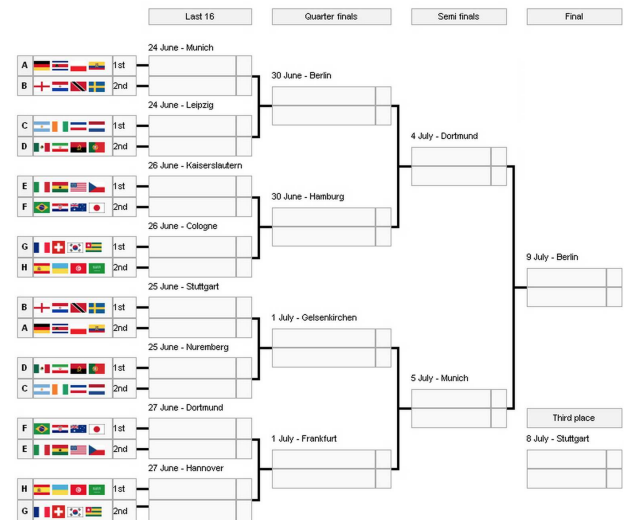 Last 16
Quarter finals
Semi finals
Final
24 June - Munich
A 1st
B 2nd
30 June - Berlin
24 June - Leipzig
C 1st
D 2nd
4 July - Dortmund
26 June - Kaiserslautern
E 1st
F 2nd
30 June - Hamburg
26 June - Cologne
G 1st
H 2nd
9 July - Berlin
25 June - Stuttgart
B 1st
A 2nd
1 July - Gelsenkirchen
25 June - Nuremberg
D 1st
C 2nd
5 July - Munich
27 June - Dortmund
F 1st
E 2nd
Third place
1 July - Frankfurt
8 July - Stuttgart
27 June - Hannover
H 1st
G 2nd